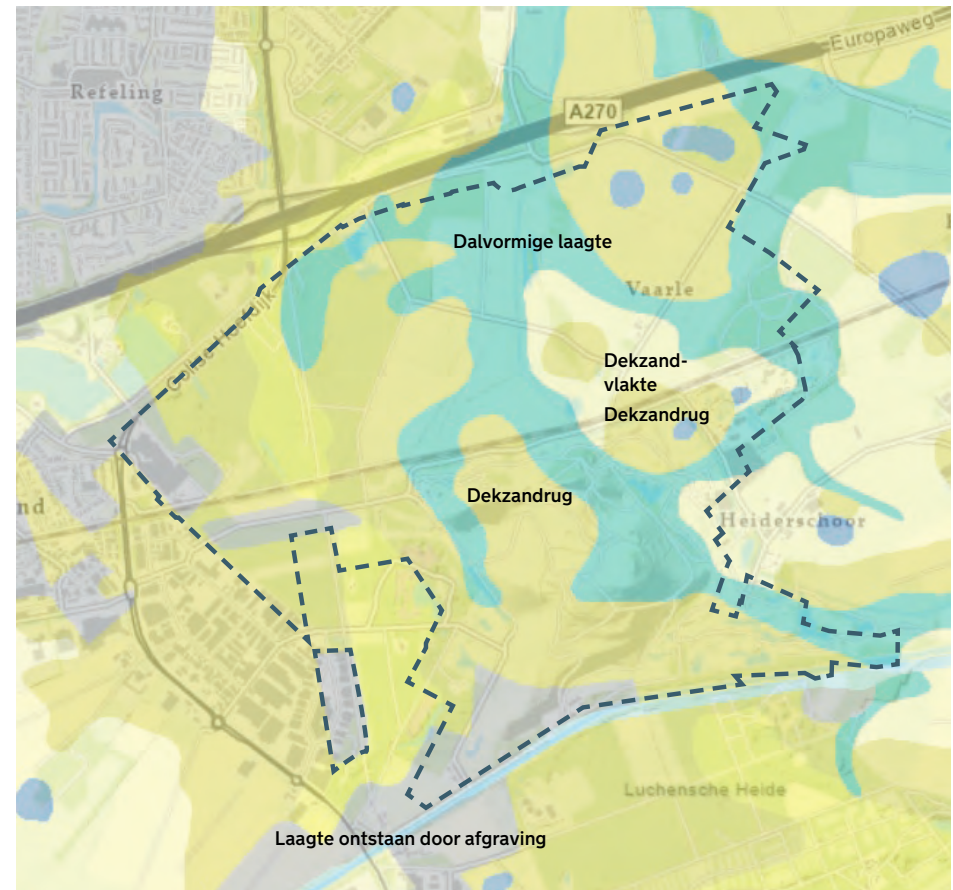 Europaweg
Refeling
A270
Dalvormige laagte
Vaarle
Dekzand-
vlakte
Dekzandrug
Dekzandrug
nd
Heiderschoor
Luchensche Heide
Laagte ontstaan door afgraving